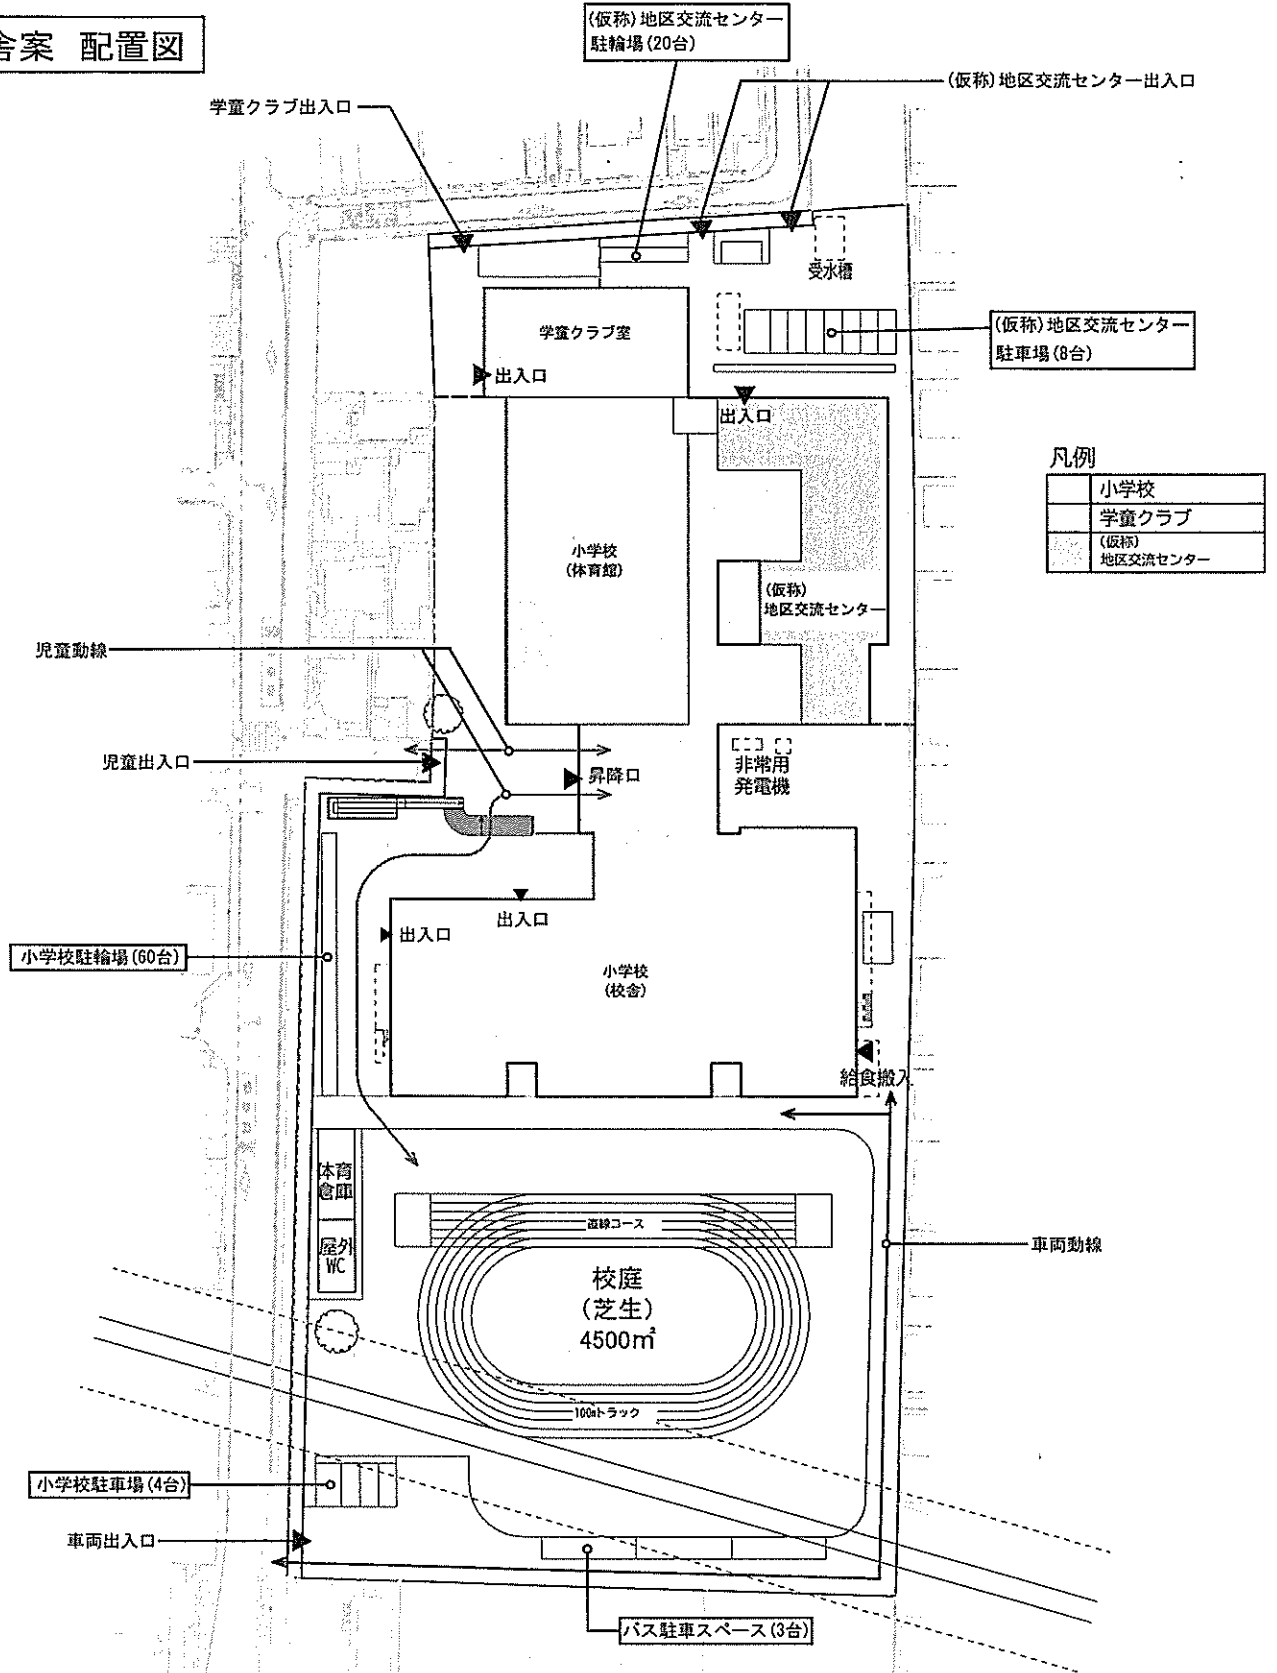 舎案 配置図
(仮称)地区交流センター
駐輪場(20台)
(仮称)地区交流センター出入口
学童クラブ出入口
受水槽
(仮称)地区交流センター
駐車場(8台)
学童クラブ室
出入口
出入口
凡例
小学校
学童クラブ
(仮称)
地区交流センター
小学校
(体育館)
(仮称)
地区交流センター
児童動線
児童出入口
昇降口
非常用
発電機
出入口
出入口
小学校駐輪場(60台)
小学校
(校舎)
給食搬入
体育
倉庫
直線コース
屋外
WC
車両動線
校庭
(芝生)
4500㎡
100mトラック
小学校駐車場(4台)
車両出入口
バス駐車スペース(3台)